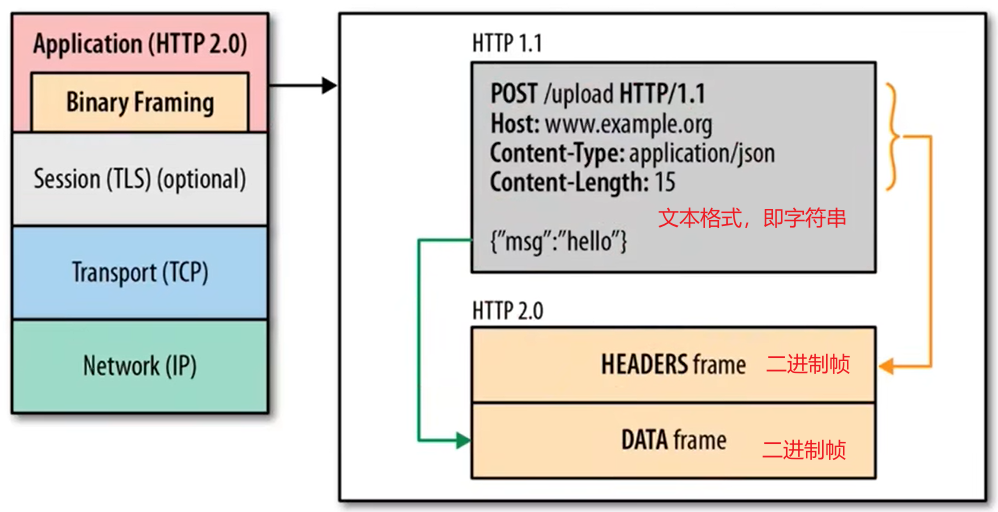 Application (HTTP 2.0)
Binary Framing
Session (TLS) (optional)
Transport (TCP)
Network (IP)
HTTP 1.1
POST /upload HTTP/1.1
Host: www.example.org
Content-Type: application/json
Content-Length: 15
文本格式，即字符串
{"msg":"hello"}
HTTP 2.0
HEADERS frame 二进制帧
DATA frame 二进制帧